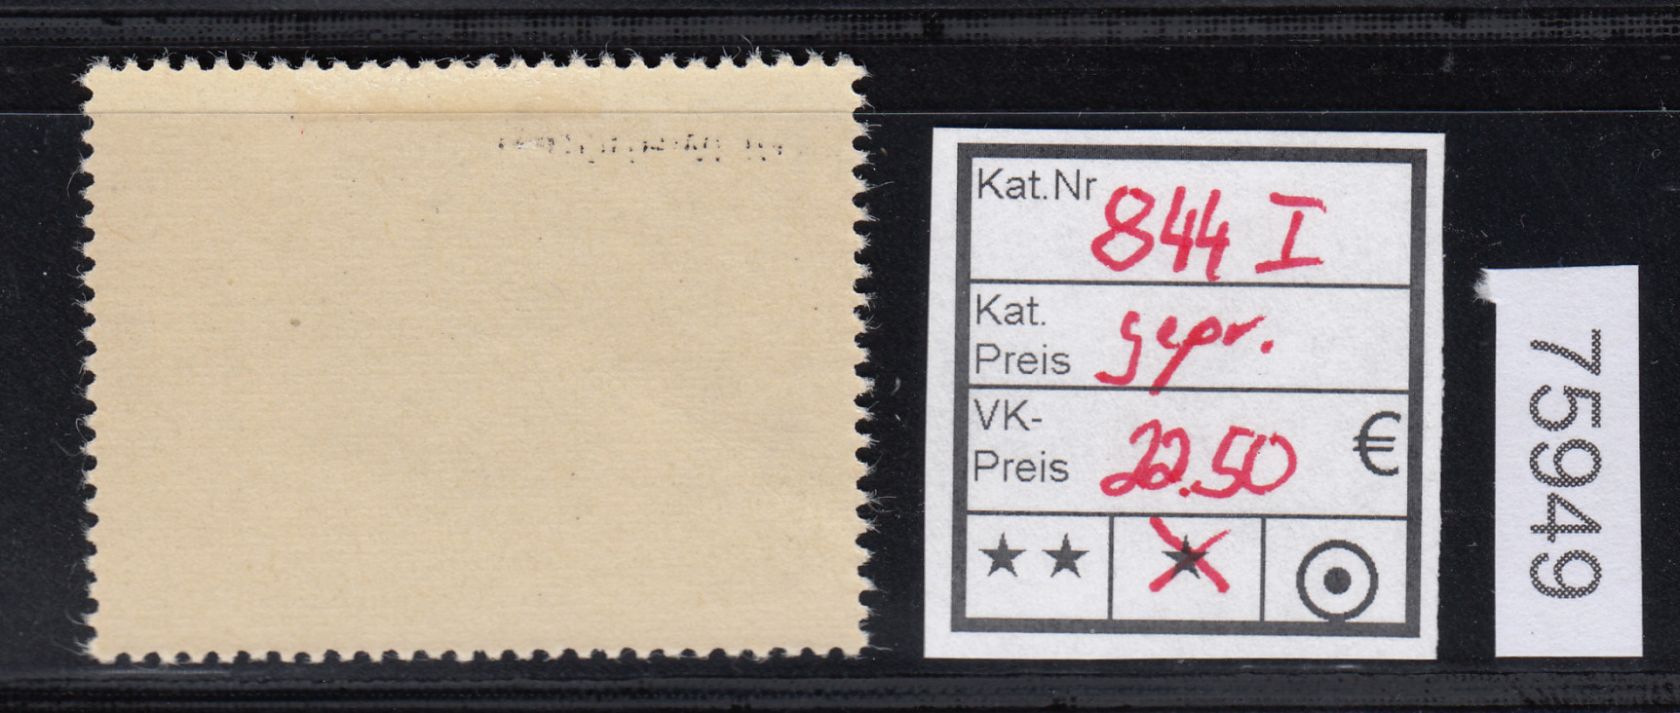 Kat.Nr 844 I
Kat.
Preis gepr.
VK-
Preis 22.50 €
★ ★ ★
75949